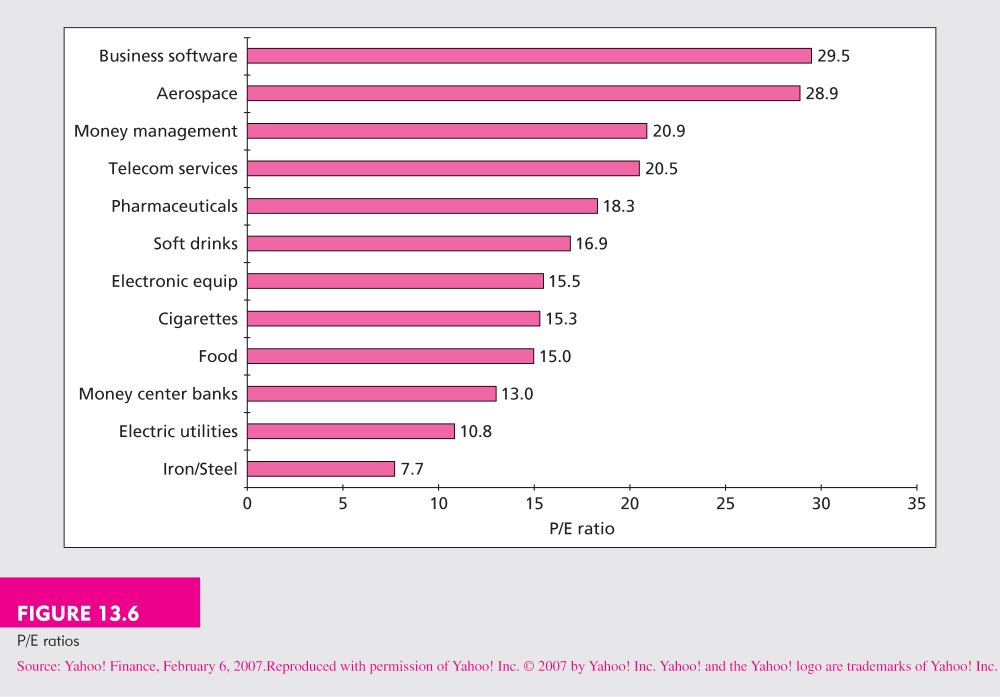 Business software 29.5
Aerospace 28.9
Money management 20.9
Telecom services 20.5
Pharmaceuticals 18.3
Soft drinks 16.9
Electronic equip 15.5
Cigarettes 15.3
Food 15.0
Money center banks 13.0
Electric utilities 10.8
Iron/Steel 7.7
0 5 10 15 20 25 30 35
P/E ratio
FIGURE 13.6
P/E ratios
Source: Yahoo! Finance, February 6, 2007.Reproduced with permission of Yahoo! Inc. © 2007 by Yahoo! Inc. Yahoo! and the Yahoo! logo are trademarks of Yahoo! Inc.